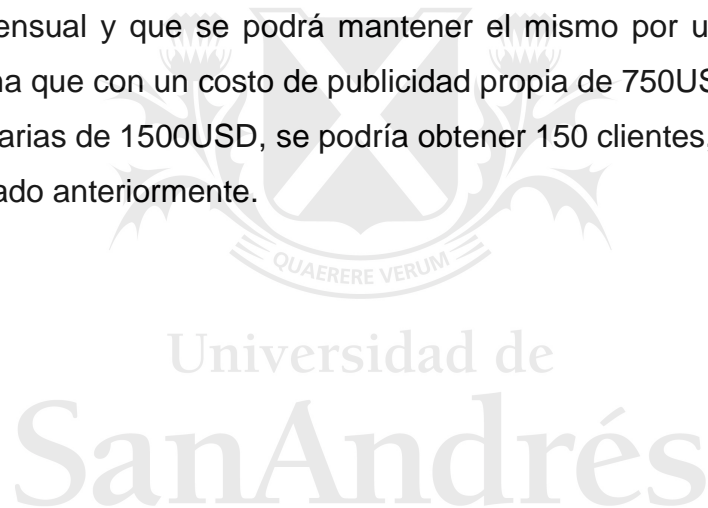 ensual y que se podrá mantener el mismo por u
na que con un costo de publicidad propia de 750US
arias de 1500USD, se podría obtener 150 clientes
ado anteriormente.
QUAERERE VERUM
Universidad de
SanAndrés